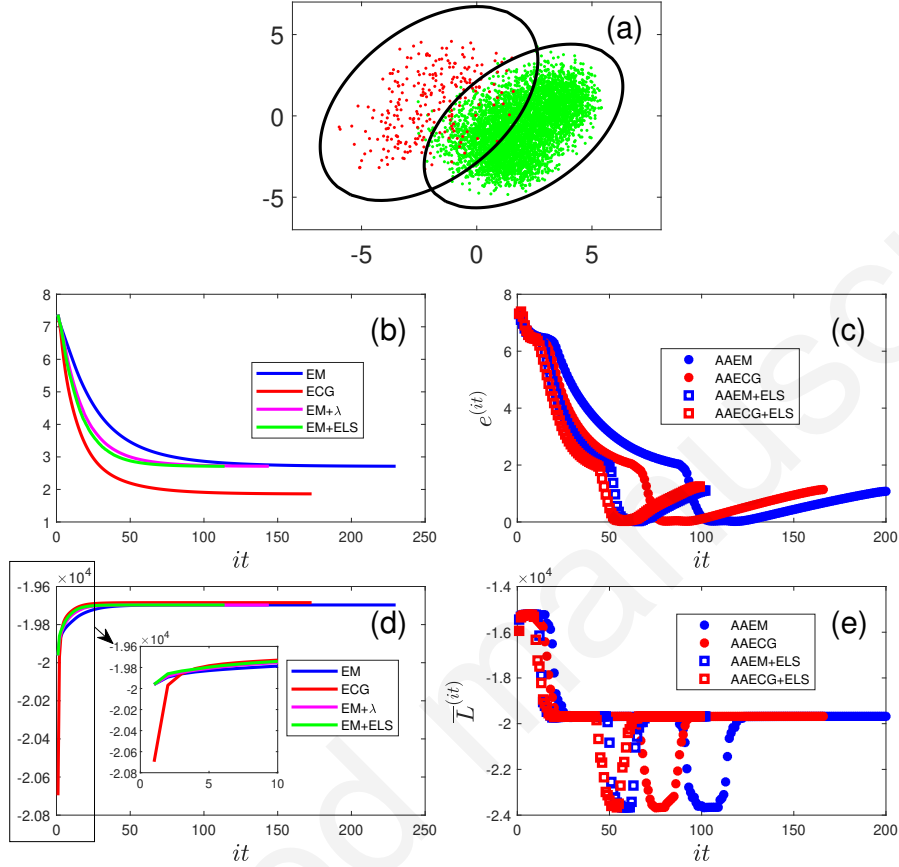 (a)
5
0
-5
-5 0 5
(b)
8
7
6
5
4
3
2
1
EM
ECG
EM+λ
EM+ELS
0 50 100 150 200 250
it
(c)
e^(it)
8
6
4
2
0
AAEM
AAECG
AAEM+ELS
AAECG+ELS
0 50 100 150 200
it
(d)
×10^4
-1.96
-1.98
-2
-2.02
-2.04
-2.06
-2.08
×10^4
-1.96
-1.98
-2
-2.02
-2.04
-2.06
-2.08
0 5 10
EM
ECG
EM+λ
EM+ELS
0 50 100 150 200 250
it
(e)
L̅^(it)
×10^4
-1.4
-1.6
-1.8
-2
-2.2
-2.4
AAEM
AAECG
AAEM+ELS
AAECG+ELS
0 50 100 150 200
it
manusc
ed manus